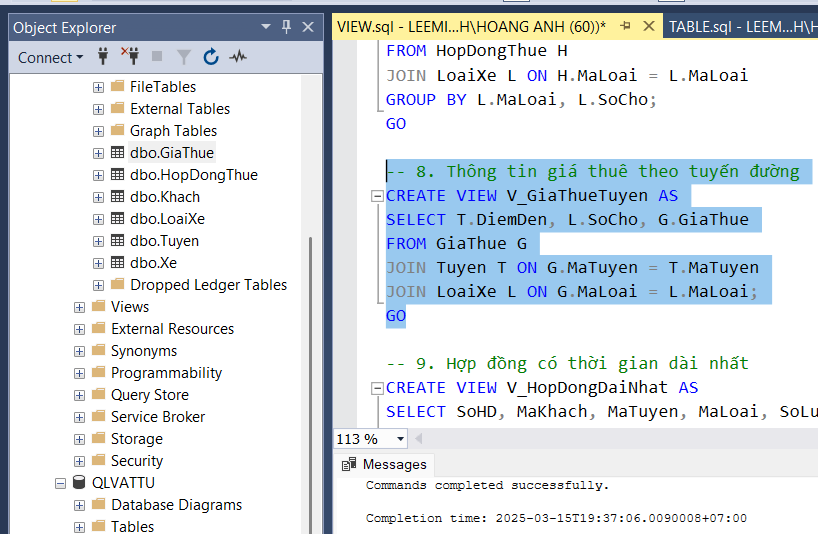 Object Explorer
Connect
FileTables
External Tables
Graph Tables
dbo.GiaThue
dbo.HopDongThue
dbo.Khach
dbo.LoaiXe
dbo.Tuyen
dbo.Xe
Dropped Ledger Tables
Views
External Resources
Synonyms
Programmability
Query Store
Service Broker
Storage
Security
QLVATTU
Database Diagrams
Tables
VIEW.sql - LEEMI...H\HOANG ANH (60))*
TABLE.sql - LEEM...H\H
FROM HopDongThue H
JOIN LoaiXe L ON H.MaLoai = L.MaLoai
GROUP BY L.MaLoai, L.SoCho;
GO
-- 8. Thông tin giá thuê theo tuyến đường
CREATE VIEW V_GiaThueTuyen AS
SELECT T.DiemDen, L.SoCho, G.GiaThue
FROM GiaThue G
JOIN Tuyen T ON G.MaTuyen = T.MaTuyen
JOIN LoaiXe L ON G.MaLoai = L.MaLoai;
GO
-- 9. Hợp đồng có thời gian dài nhất
CREATE VIEW V_HopDongDaiNhat AS
SELECT SoHD, MaKhach, MaTuyen, MaLoai, SoLu
113 %
Messages
Commands completed successfully.
Completion time: 2025-03-15T19:37:06.0090008+07:00